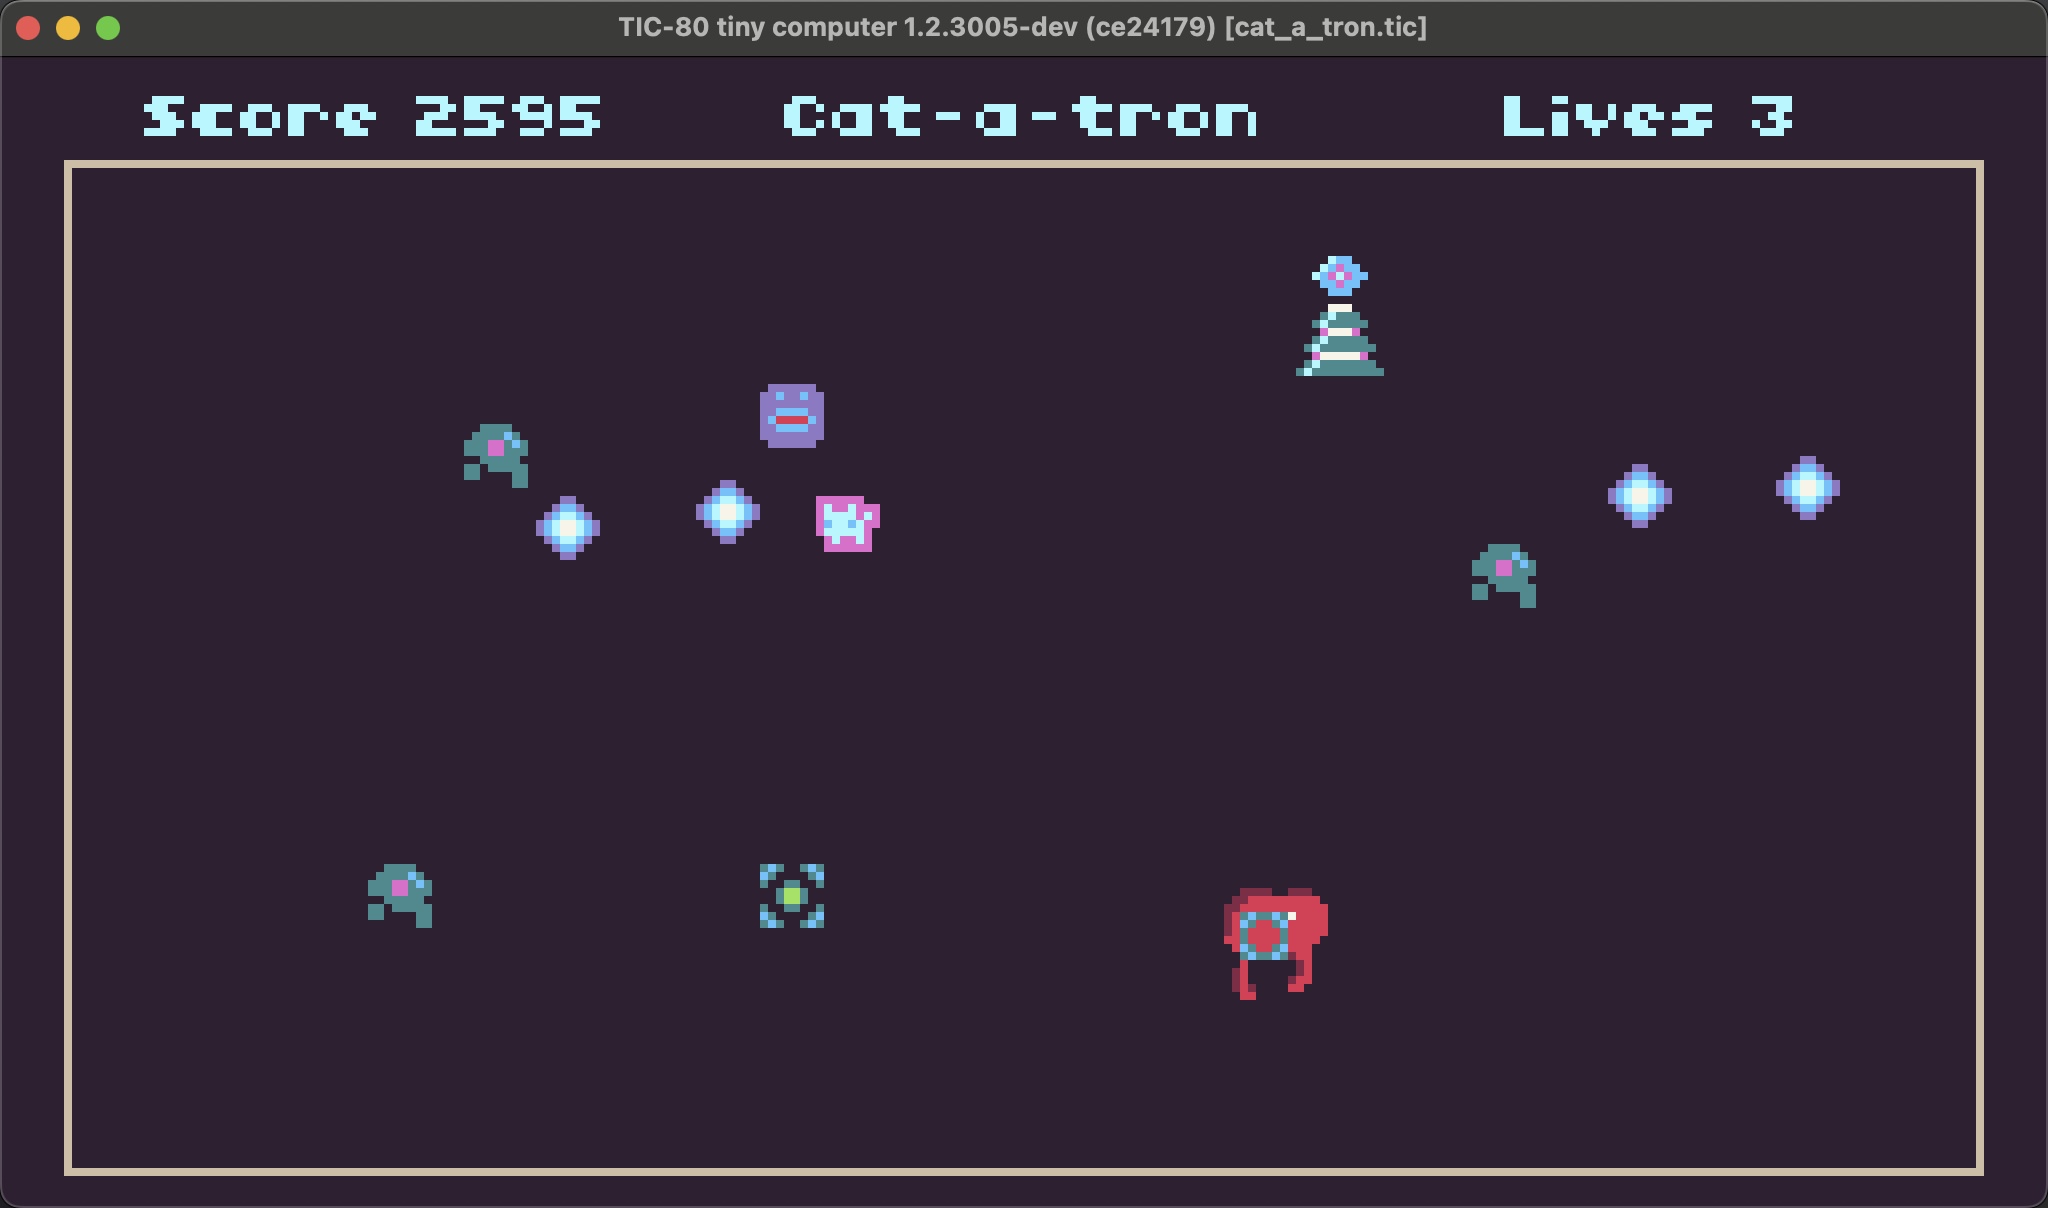 TIC-80 tiny computer 1.2.3005-dev (ce24179) [cat_a_tron.tic]
Score 2595 Cat-a-tron Lives 3